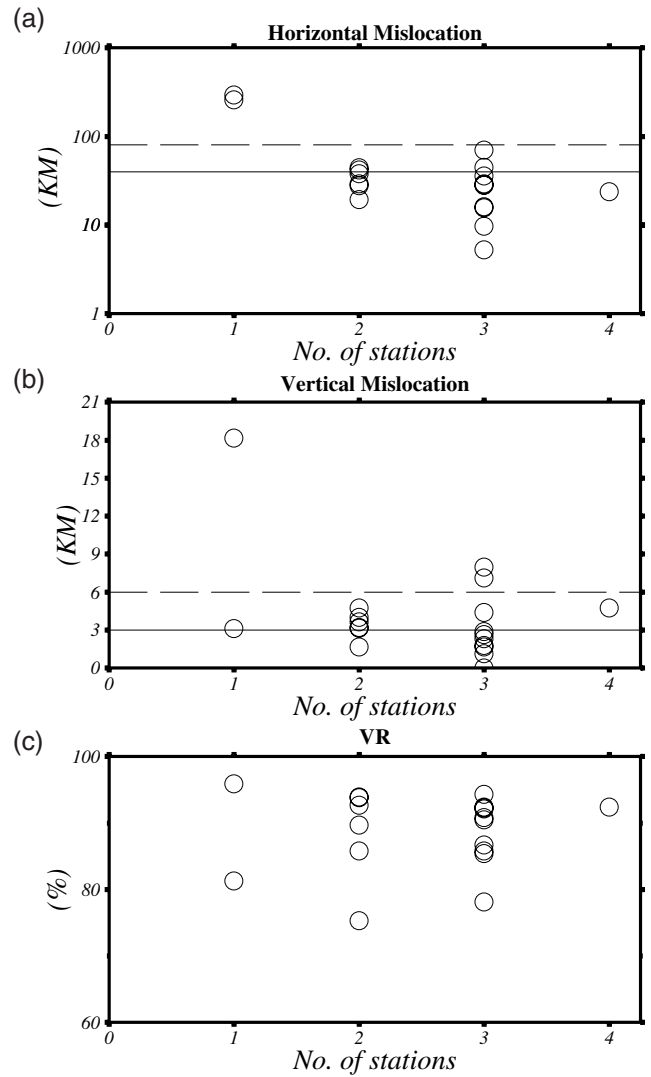 (a)
Horizontal Mislocation
1000
100
10
1
(KM)
0 1 2 3 4
No. of stations
(b)
Vertical Mislocation
21
18
15
12
9
6
3
0
(KM)
0 1 2 3 4
No. of stations
(c)
VR
100
80
60
(%)
0 1 2 3 4
No. of stations